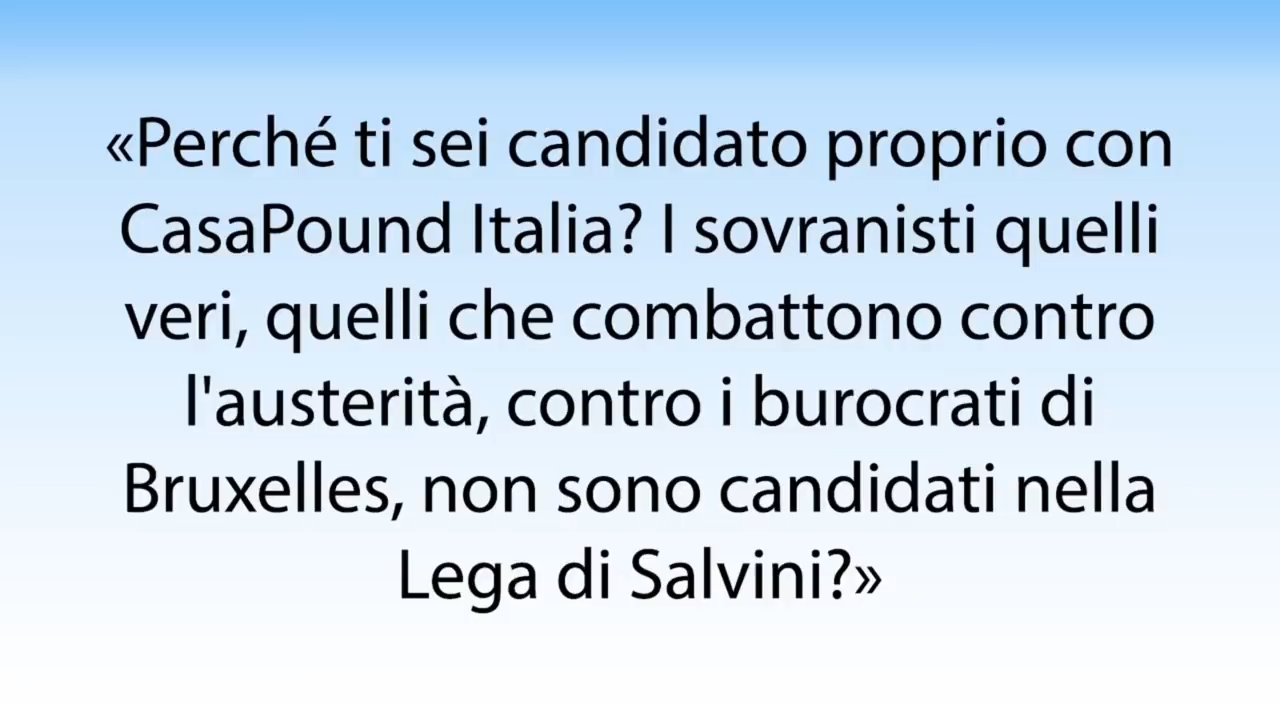 «Perché ti sei candidato proprio con
CasaPound Italia? I sovranisti quelli
veri, quelli che combattono contro
l'austerità, contro i burocrati di
Bruxelles, non sono candidati nella
Lega di Salvini?»